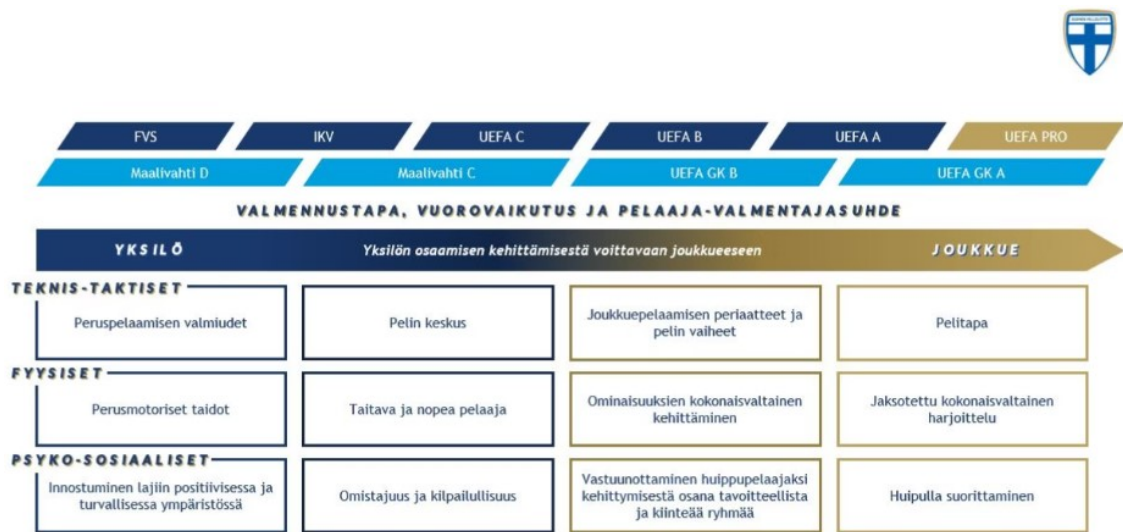 FVS
IKV
UEFA C
UEFA B
UEFA A
UEFA PRO
Maalivahti D
Maalivahti C
UEFA GK B
UEFA GK A
VALMENNUSTAPA, VUOROVAIKUTUS JA PELAAJA-VALMENTAJASUHDE
YKSILÖ
Yksilön osaamisen kehittämisestä voittavaan joukkueeseen
JOUKKUE
TEKNIS-TAKTISET
Peruspelaamisen valmiudet
Pelin keskus
Joukkuepelaamisen periaatteet ja
pelin vaiheet
Pelitapa
FYYSISET
Perusmotoriset taidot
Taitava ja nopea pelaaja
Ominaisuuksien kokonaisvaltainen
kehittäminen
Jaksotettu kokonaisvaltainen
harjoittelu
PSYKO-SOSIAALISET
Innostuminen lajiin positiivisessa ja
turvallisessa ympäristössä
Omistajuus ja kilpailullisuus
Vastuunottaminen huippupelaajaksi
kehittymisestä osana tavoitteellista
ja kiinteää ryhmää
Huipulla suorittaminen